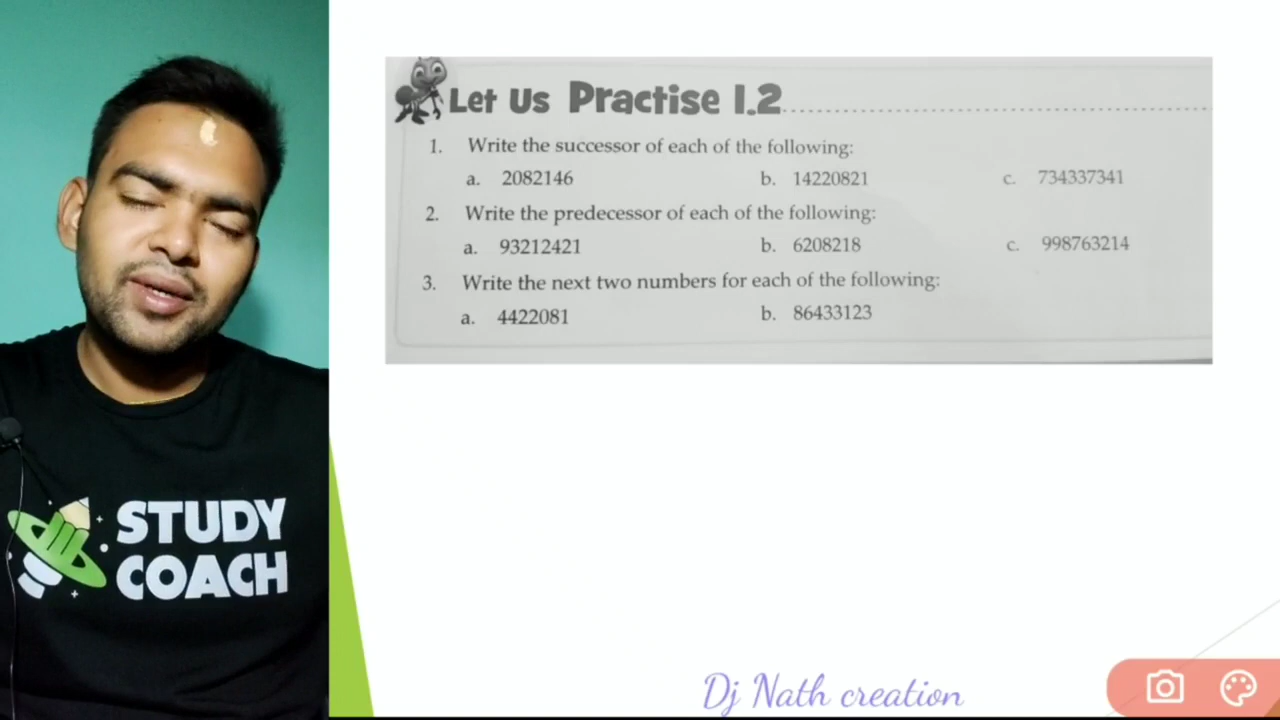 Let Us Practise 1.2
1. Write the successor of each of the following:
a. 2082146 b. 14220821 c. 734337341
2. Write the predecessor of each of the following:
a. 93212421 b. 6208218 c. 998763214
3. Write the next two numbers for each of the following:
a. 4422081 b. 86433123
STUDY
COACH
Dj Nath creation